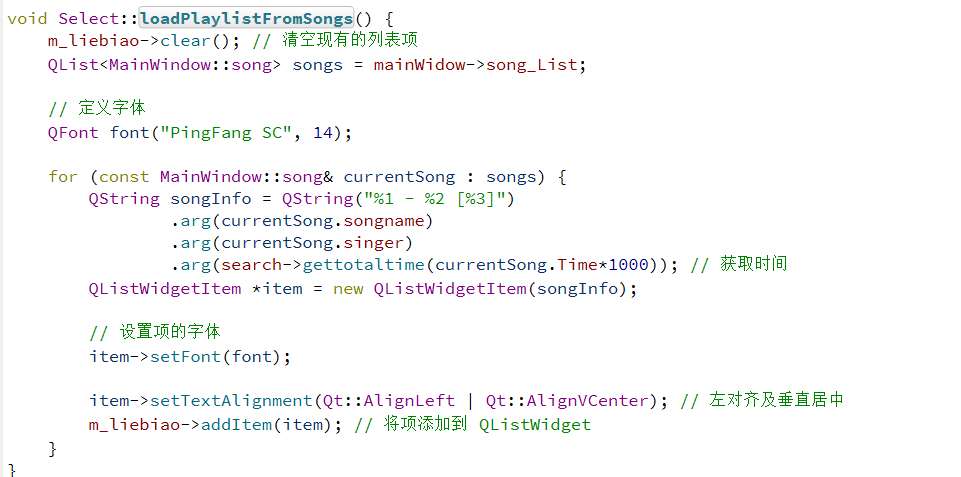 void Select::loadPlaylistFromSongs() {
    m_liebiao->clear(); // 清空现有的列表项
    QList<MainWindow::song> songs = mainWidow->song_List;

    // 定义字体
    QFont font("PingFang SC", 14);

    for (const MainWindow::song& currentSong : songs) {
        QString songInfo = QString("%1 - %2 [%3]")
                .arg(currentSong.songname)
                .arg(currentSong.singer)
                .arg(search->gettotaltime(currentSong.Time*1000)); // 获取时间
        QListWidgetItem *item = new QListWidgetItem(songInfo);

        // 设置项的字体
        item->setFont(font);

        item->setTextAlignment(Qt::AlignLeft | Qt::AlignVCenter); // 左对齐及垂直居中
        m_liebiao->addItem(item); // 将项添加到 QListWidget
    }
}